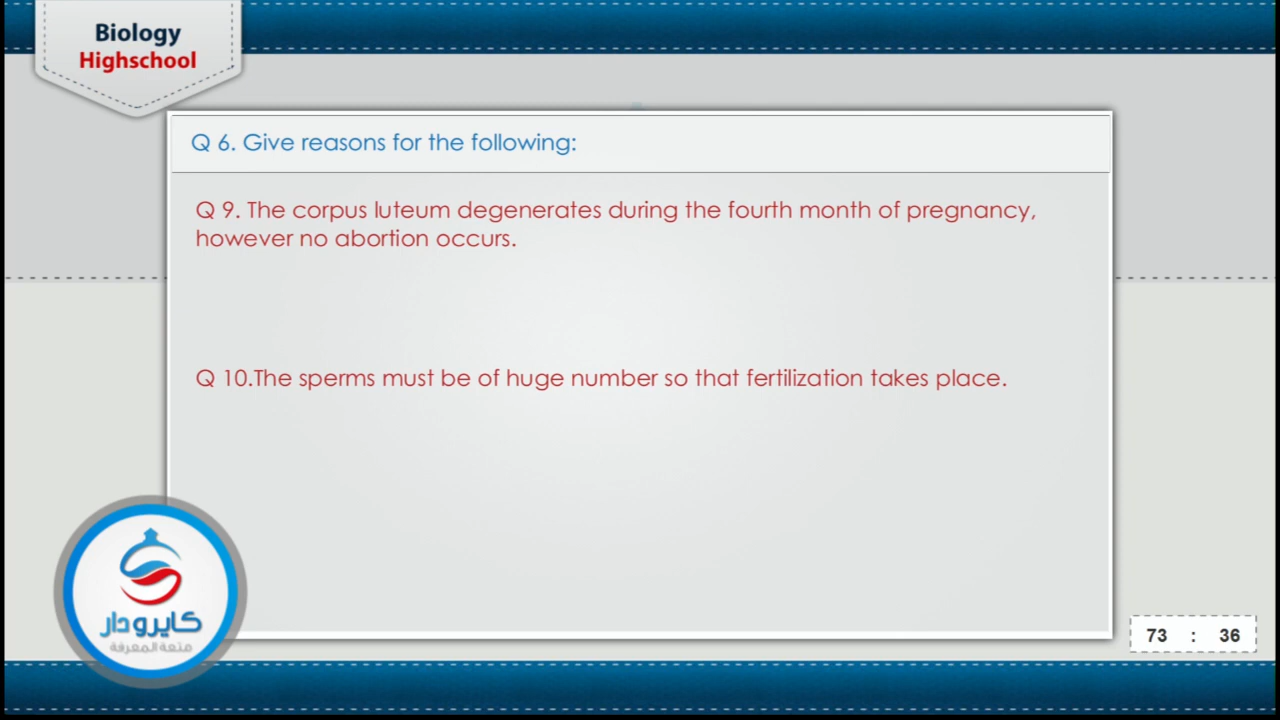 Biology
Highschool
Q 6. Give reasons for the following:
Q 9. The corpus luteum degenerates during the fourth month of pregnancy,
however no abortion occurs.
Q 10.The sperms must be of huge number so that fertilization takes place.
كايرودار
متعة المعرفة
73 : 36